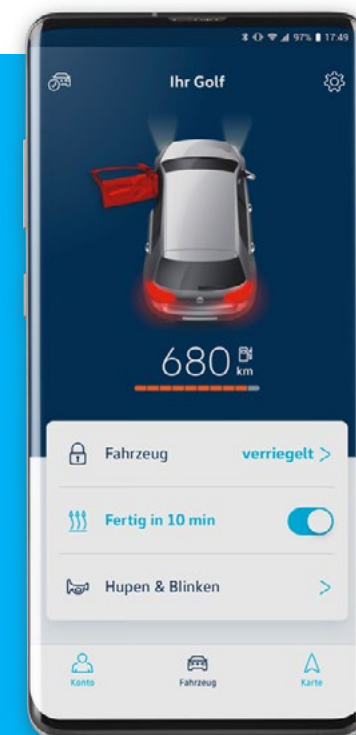 97% 17:49
Ihr Golf
680 km
Fahrzeug verriegelt >
Fertig in 10 min
Hupen & Blinken >
Konto Fahrzeug Karte